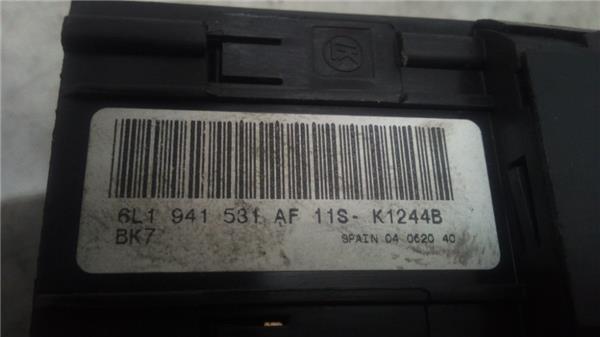 K
6L1 941 531 AF 11S- K1244B
BK7 SPAIN 04 0620 40